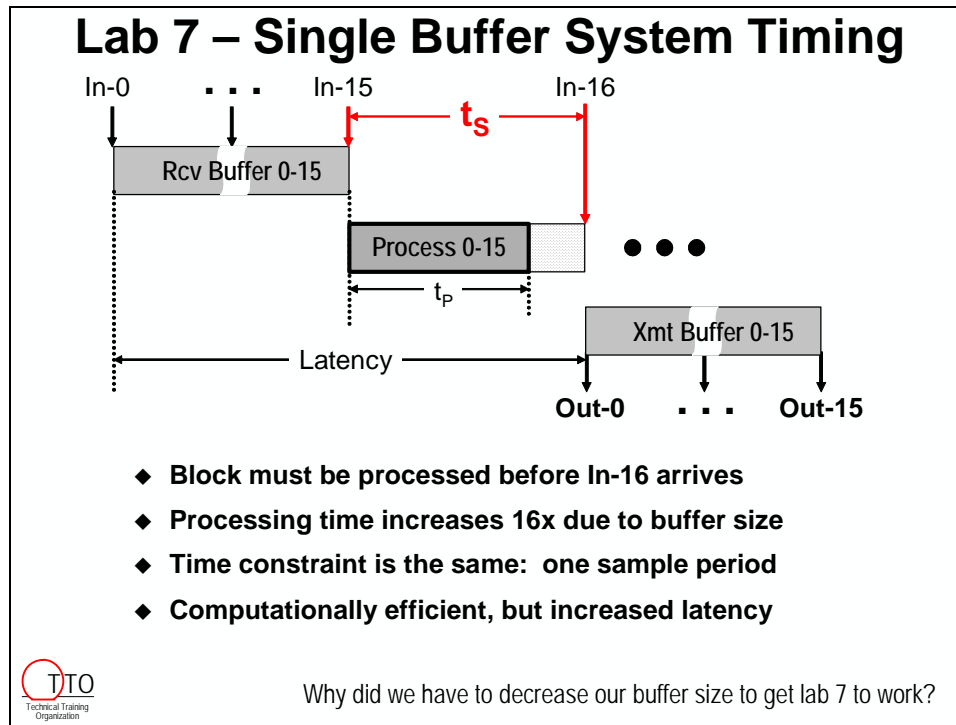 Lab 7 – Single Buffer System Timing
In-0 . . . In-15 In-16
tS
Rcv Buffer 0-15
Process 0-15
tP
Xmt Buffer 0-15
Latency
Out-0 . . . Out-15
◆ Block must be processed before In-16 arrives
◆ Processing time increases 16x due to buffer size
◆ Time constraint is the same: one sample period
◆ Computationally efficient, but increased latency
TTO
Technical Training
Organization
Why did we have to decrease our buffer size to get lab 7 to work?